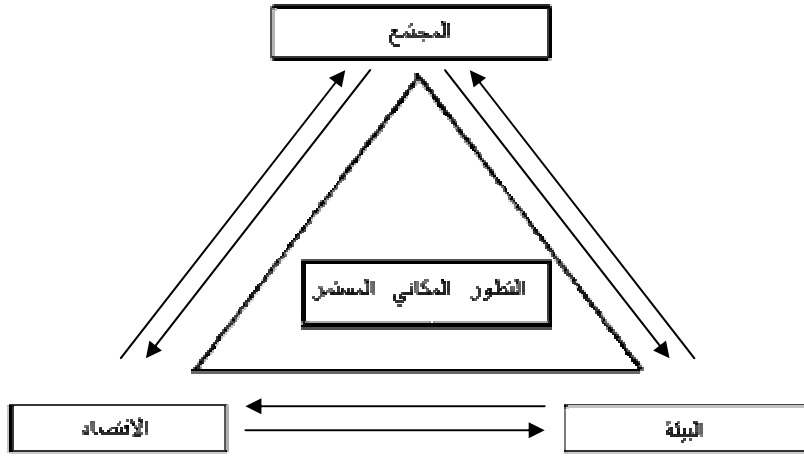 المجتمع
التطور المكاني المستمر
الاقتصاد
البيئة